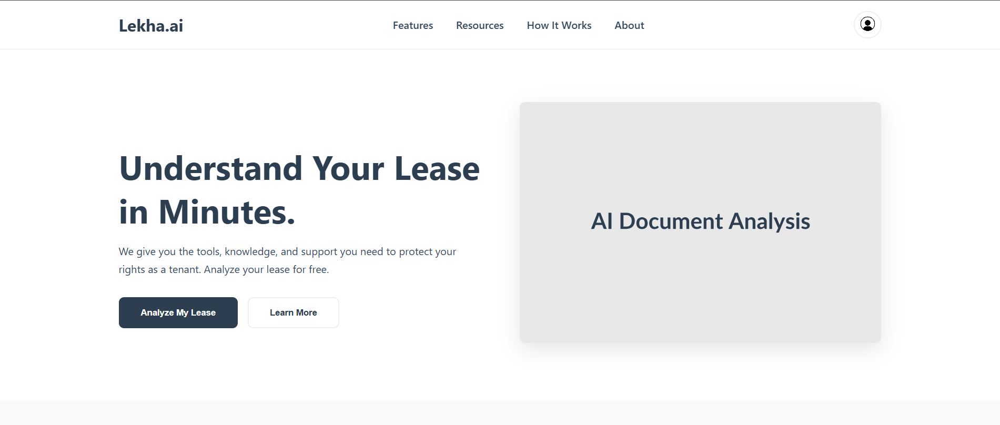 Lekha.ai
Features
Resources
How It Works
About
Understand Your Lease
in Minutes.
We give you the tools, knowledge, and support you need to protect your
rights as a tenant. Analyze your lease for free.
Analyze My Lease
Learn More
AI Document Analysis